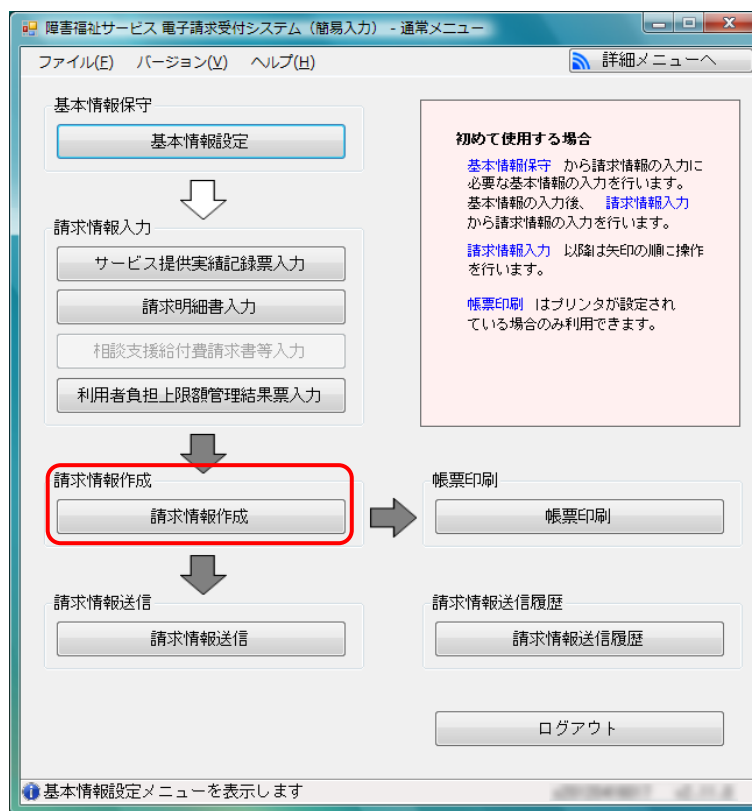 障害福祉サービス 電子請求受付システム（簡易入力） - 通常メニュー
ファイル(F) バージョン(V) ヘルプ(H) 詳細メニューへ
基本情報保守
基本情報設定
請求情報入力
サービス提供実績記録票入力
請求明細書入力
相談支援給付費請求書等入力
利用者負担上限額管理結果票入力
初めて使用する場合
基本情報保守 から請求情報の入力に
必要な基本情報の入力を行います。
基本情報の入力後、 請求情報入力
から請求情報の入力を行います。
請求情報入力 以降は矢印の順に操作
を行います。
帳票印刷 はプリンタが設定され
ている場合のみ利用できます。
請求情報作成
請求情報作成
帳票印刷
帳票印刷
請求情報送信
請求情報送信
請求情報送信履歴
請求情報送信履歴
ログアウト
基本情報設定メニューを表示します